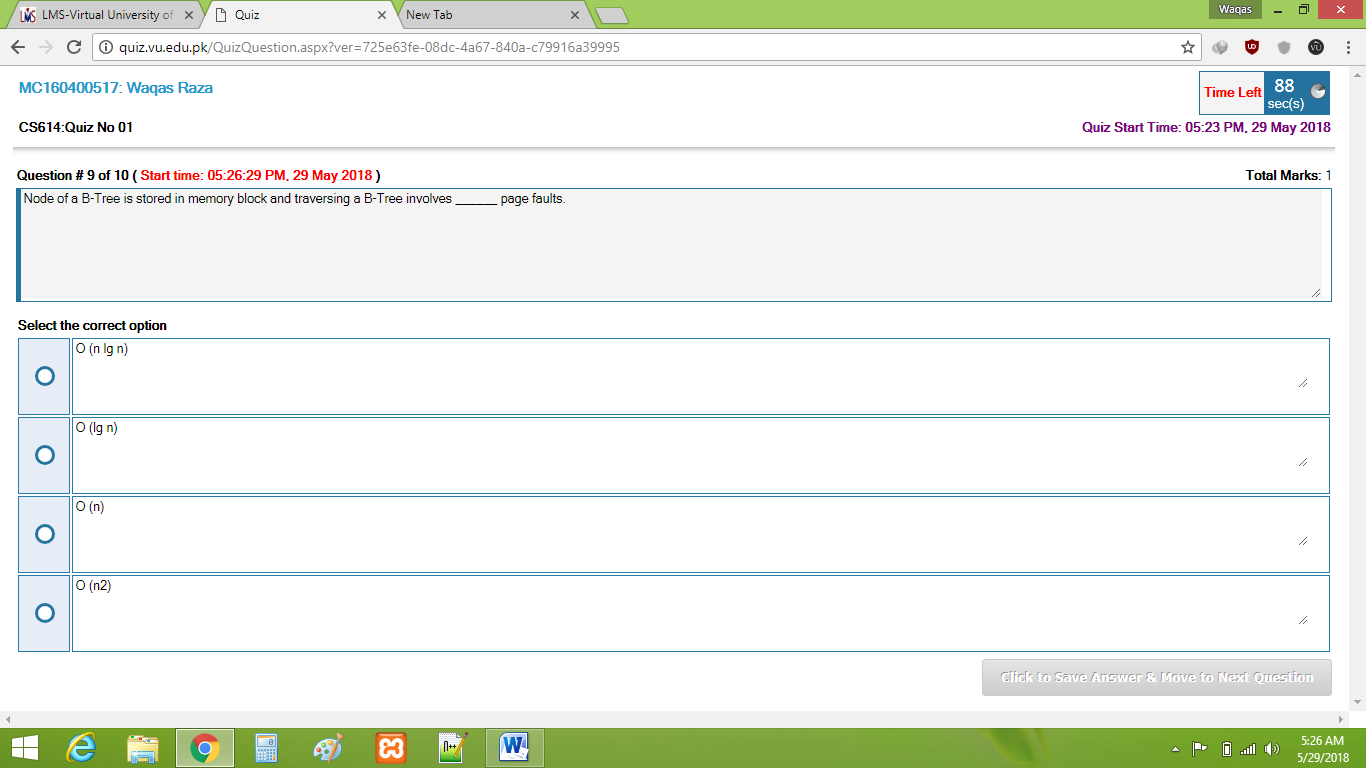 LMS-Virtual University of
Quiz
New Tab
Waqas
quiz.vu.edu.pk/QuizQuestion.aspx?ver=725e63fe-08dc-4a67-840a-c79916a39995
MC160400517: Waqas Raza
Time Left 88 sec(s)
CS614:Quiz No 01
Quiz Start Time: 05:23 PM, 29 May 2018
Question # 9 of 10 ( Start time: 05:26:29 PM, 29 May 2018 )
Total Marks: 1
Node of a B-Tree is stored in memory block and traversing a B-Tree involves ______ page faults.
Select the correct option
O (n lg n)
O (lg n)
O (n)
O (n2)
Click to Save Answer & Move to Next Question
5:26 AM
5/29/2018